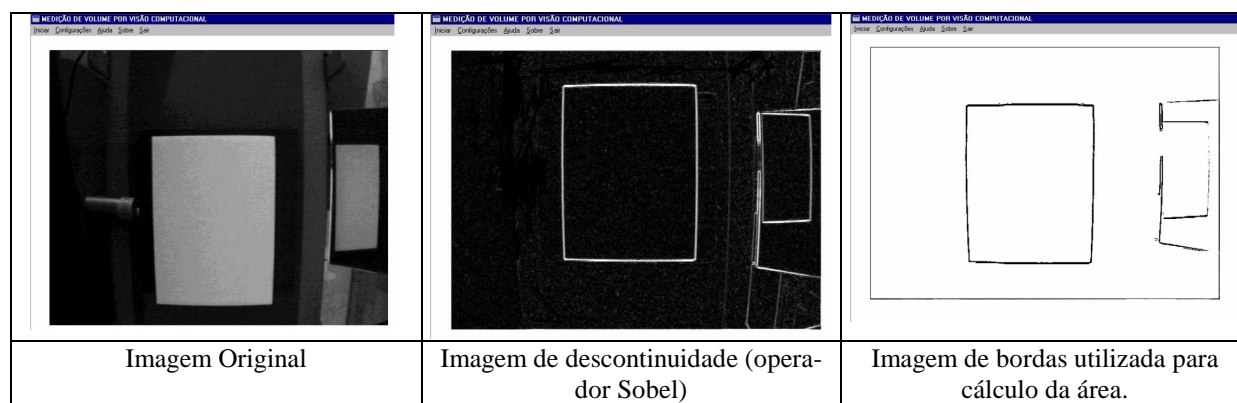 MEDIÇÃO DE VOLUME POR VISÃO COMPUTACIONAL
Iniciar Configurações Ajuda Sobre Sair
MEDIÇÃO DE VOLUME POR VISÃO COMPUTACIONAL
Iniciar Configurações Ajuda Sobre Sair
MEDIÇÃO DE VOLUME POR VISÃO COMPUTACIONAL
Iniciar Configurações Ajuda Sobre Sair
Imagem Original
Imagem de descontinuidade (opera-
dor Sobel)
Imagem de bordas utilizada para
cálculo da área.